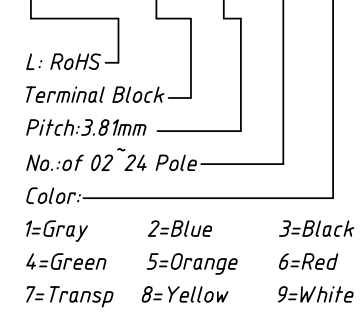 L: RoHS
Terminal Block
Pitch:3.81mm
No.:of 02~24 Pole
Color:
1=Gray 2=Blue 3=Black
4=Green 5=Orange 6=Red
7=Transp 8=Yellow 9=White